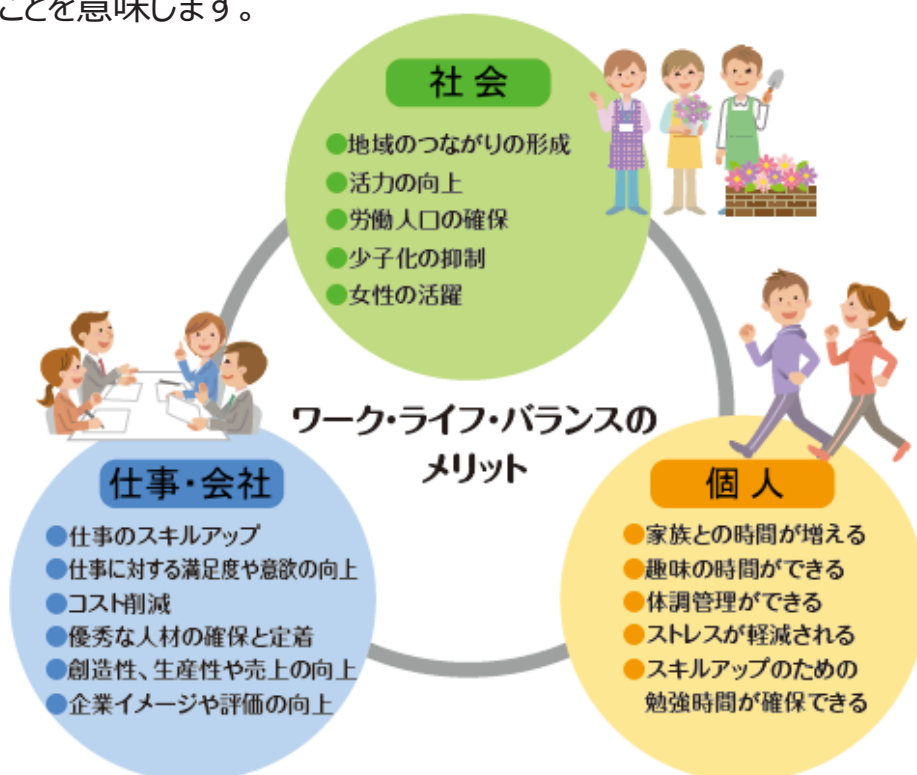 ことを意味します。
社会
●地域のつながりの形成
●活力の向上
●労働人口の確保
●少子化の抑制
●女性の活躍
ワーク・ライフ・バランスの
メリット
仕事・会社
●仕事のスキルアップ
●仕事に対する満足度や意欲の向上
●コスト削減
●優秀な人材の確保と定着
●創造性、生産性や売上の向上
●企業イメージや評価の向上
個人
●家族との時間が増える
●趣味の時間ができる
●体調管理ができる
●ストレスが軽減される
●スキルアップのための
勉強時間が確保できる